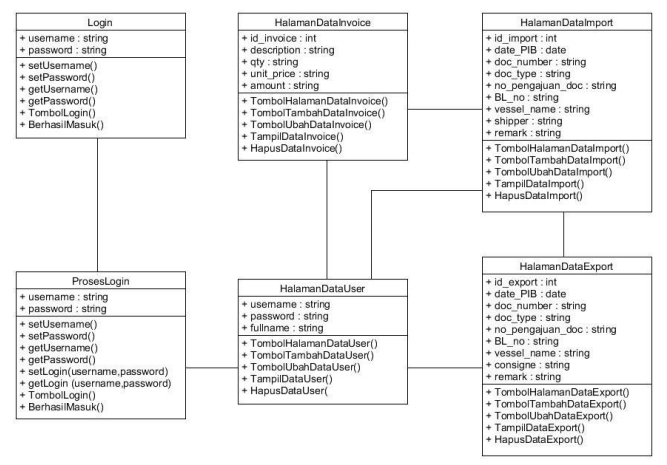 Login
+ username : string
+ password : string
+ setUsername()
+ setPassword()
+ getUsername()
+ getPassword()
+ TombolLogin()
+ BerhasilMasuk()
HalamanDataInvoice
+ id_invoice : int
+ description : string
+ qty : string
+ unit_price : string
+ amount : string
+ TombolHalamanDataInvoice()
+ TombolTambahDataInvoice()
+ TombolUbahDataInvoice()
+ TampilDataInvoice()
+ HapusDataInvoice()
HalamanDataImport
+ id_import : int
+ date_PIB : date
+ doc_number : string
+ doc_type : string
+ no_pengajuan_doc : string
+ BL_no : string
+ vessel_name : string
+ shipper : string
+ remark : string
+ TombolHalamanDataImport()
+ TombolTambahDataImport()
+ TombolUbahDataImport()
+ TampilDataImport()
+ HapusDataImport()
ProsesLogin
+ username : string
+ password : string
+ setUsername()
+ setPassword()
+ getUsername()
+ getPassword()
+ setLogin(username,password)
+ getLogin (username,password)
+ TombolLogin()
+ BerhasilMasuk()
HalamanDataUser
+ username : string
+ password : string
+ fullname : string
+ TombolHalamanDataUser()
+ TombolTambahDataUser()
+ TombolUbahDataUser()
+ TampilDataUser()
+ HapusDataUser(
HalamanDataExport
+ id_export : int
+ date_PIB : date
+ doc_number : string
+ doc_type : string
+ no_pengajuan_doc : string
+ BL_no : string
+ vessel_name : string
+ consigne : string
+ remark : string
+ TombolHalamanDataExport()
+ TombolTambahDataExport()
+ TombolUbahDataExport()
+ TampilDataExport()
+ HapusDataExport()